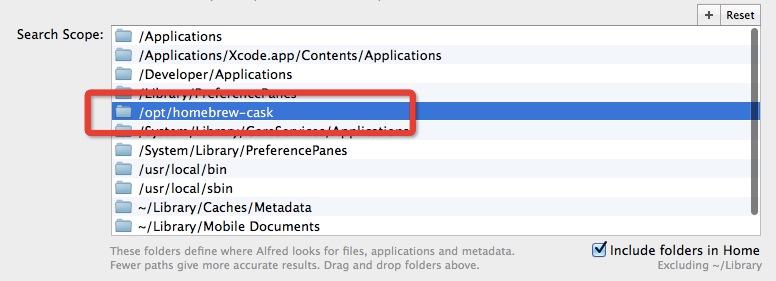 + Reset
Search Scope:
/Applications
/Applications/Xcode.app/Contents/Applications
/Developer/Applications
/Library/PreferencePanes
/opt/homebrew-cask
/System/Library/CoreServices/Applications
/System/Library/PreferencePanes
/usr/local/bin
/usr/local/sbin
~/Library/Caches/Metadata
~/Library/Mobile Documents
These folders define where Alfred looks for files, applications and metadata.
Fewer paths give more accurate results. Drag and drop folders above.
Include folders in Home
Excluding ~/Library